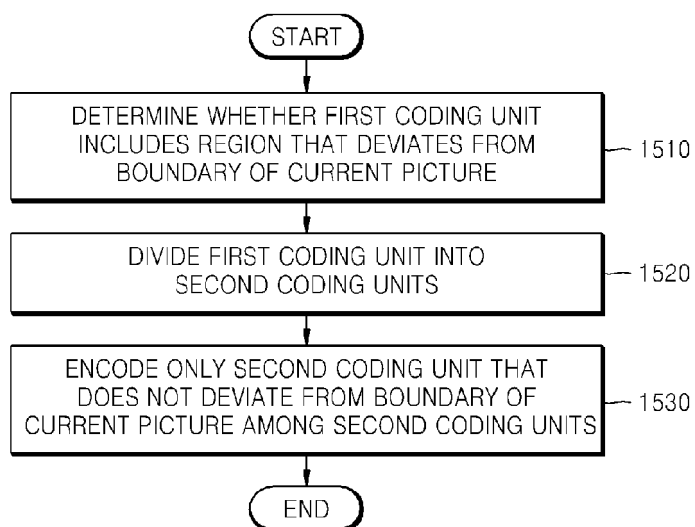 START
DETERMINE WHETHER FIRST CODING UNIT
INCLUDES REGION THAT DEVIATES FROM
BOUNDARY OF CURRENT PICTURE
1510
DIVIDE FIRST CODING UNIT INTO
SECOND CODING UNITS
1520
ENCODE ONLY SECOND CODING UNIT THAT
DOES NOT DEVIATE FROM BOUNDARY OF
CURRENT PICTURE AMONG SECOND CODING UNITS
1530
END